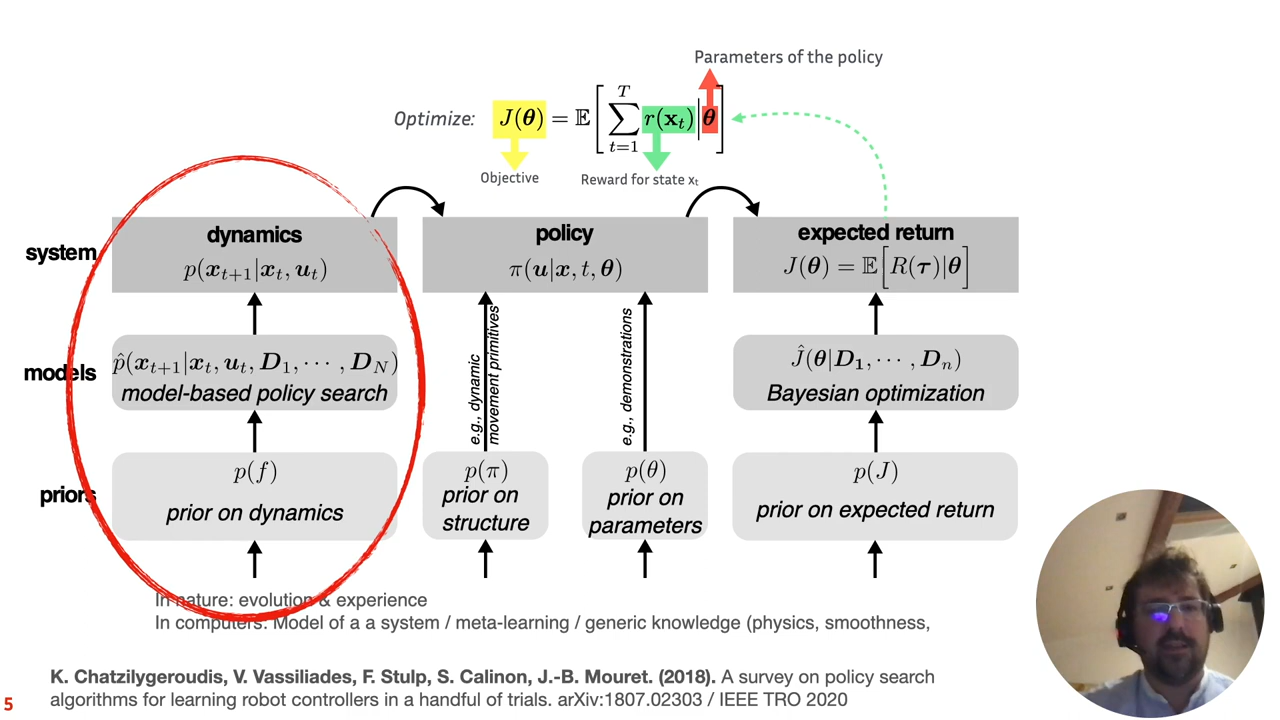 Parameters of the policy
Optimize: J(θ) = 𝔼[∑_{t=1}^{T} r(x_t)|θ]
Objective
Reward for state xₜ
system
dynamics
p(x_{t+1}|x_t, u_t)
policy
π(u|x, t, θ)
expected return
J(θ) = 𝔼[R(τ)|θ]
models
p̂(x_{t+1}|x_t, u_t, D_1, ⋯, D_N)
model-based policy search
e.g., dynamic
movement primitives
e.g., demonstrations
Ĵ(θ|D_1, ⋯, D_n)
Bayesian optimization
priors
p(f)
prior on dynamics
p(π)
prior on
structure
p(θ)
prior on
parameters
p(J)
prior on expected return
In nature: evolution & experience
In computers: Model of a a system / meta-learning / generic knowledge (physics, smoothness,
K. Chatzilygeroudis, V. Vassiliades, F. Stulp, S. Calinon, J.-B. Mouret. (2018). A survey on policy search
algorithms for learning robot controllers in a handful of trials. arXiv:1807.02303 / IEEE TRO 2020
5